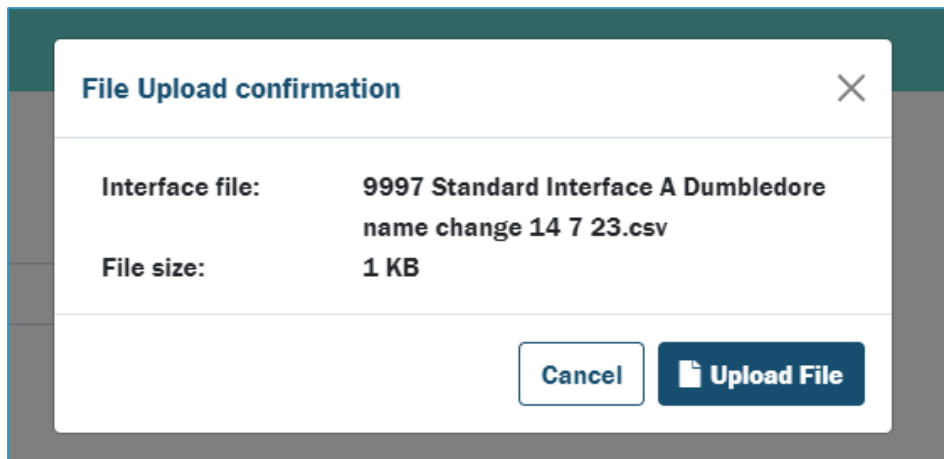 File Upload confirmation
Interface file: 9997 Standard Interface A Dumbledore
name change 14 7 23.csv
File size: 1 KB
Cancel Upload File